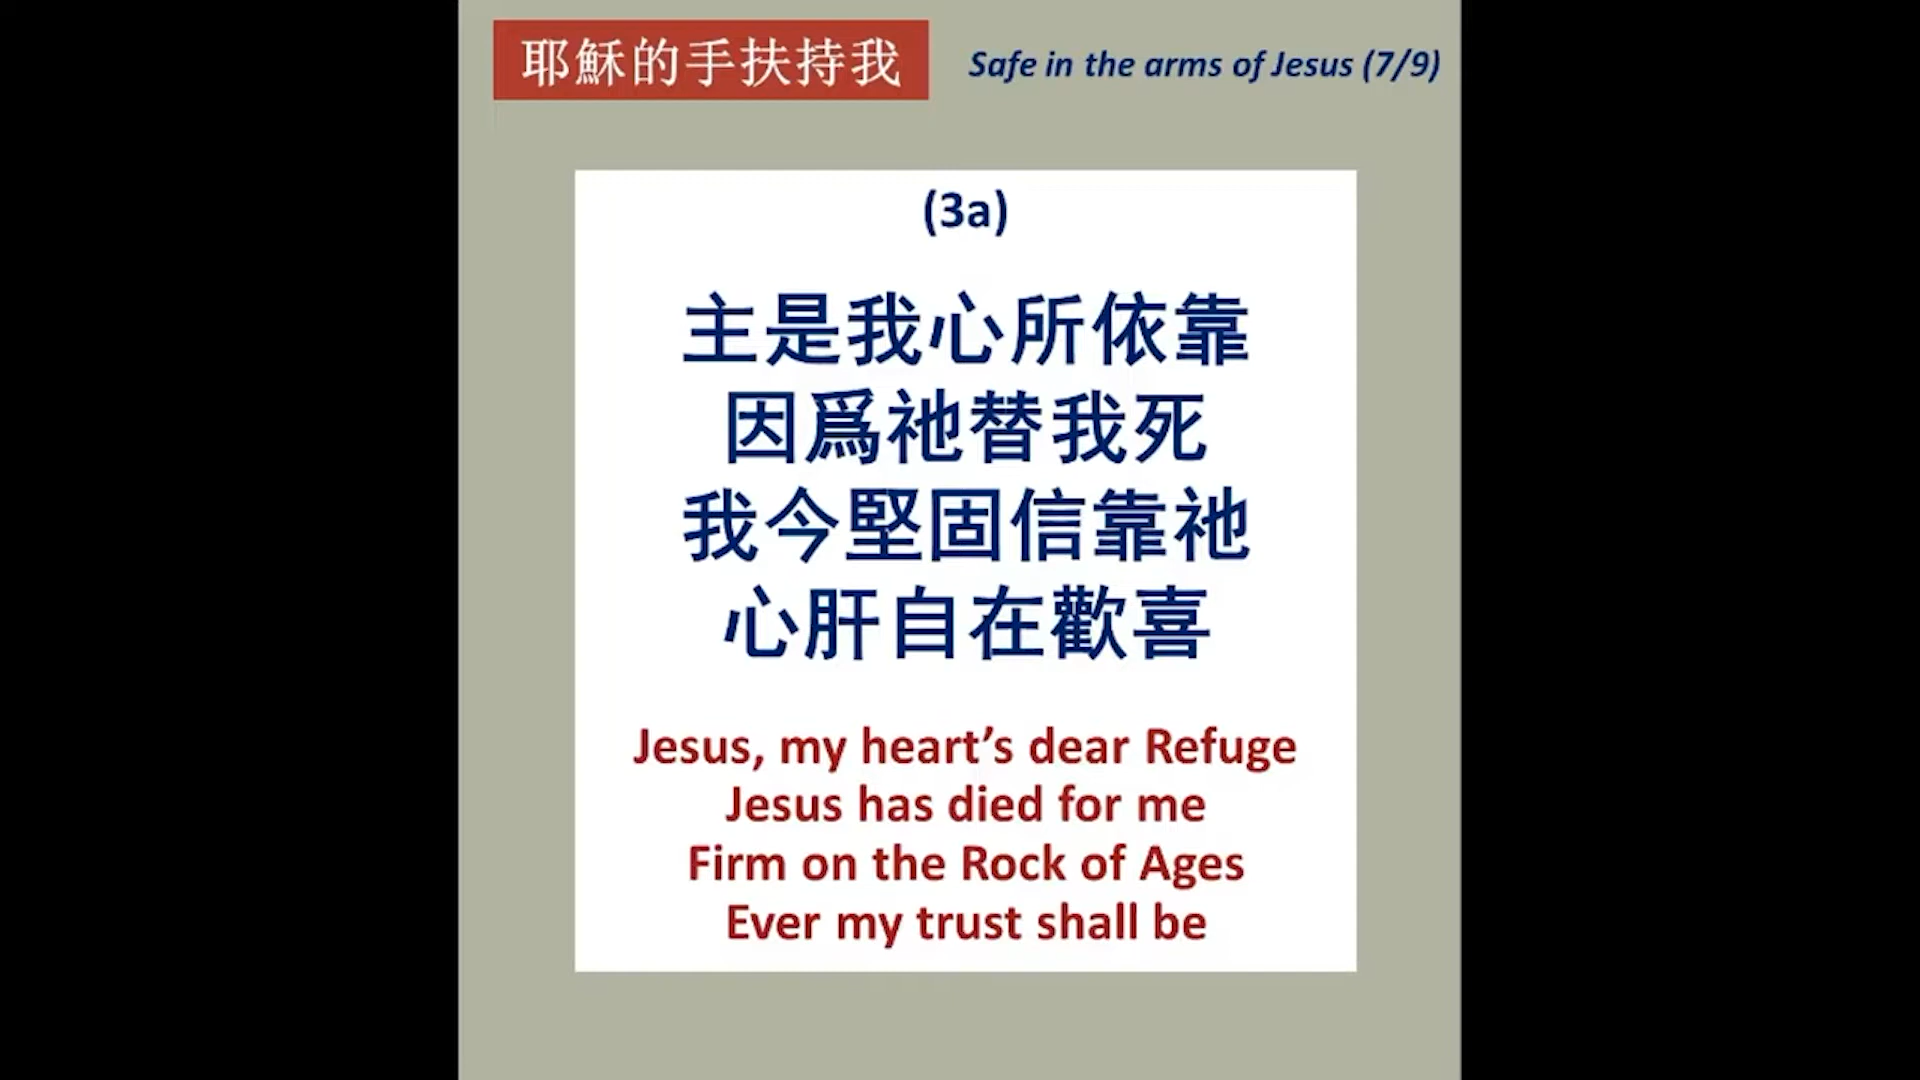 耶穌的手扶持我
Safe in the arms of Jesus (7/9)
(3a)
主是我心所依靠
因爲祂替我死
我今堅固信靠祂
心肝自在歡喜
Jesus, my heart’s dear Refuge
Jesus has died for me
Firm on the Rock of Ages
Ever my trust shall be